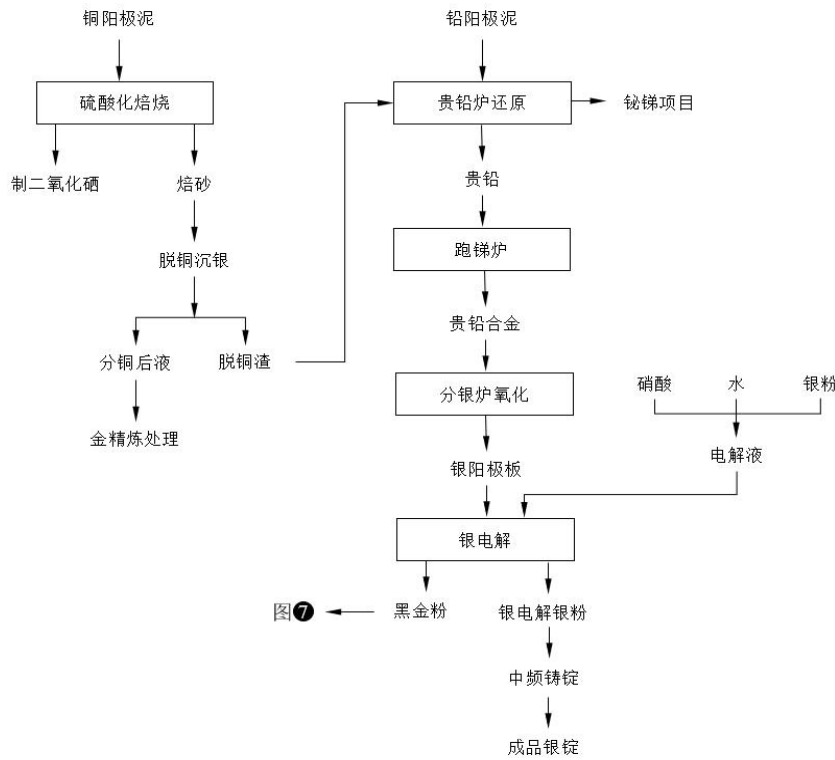 铜阳极泥
铅阳极泥
硫酸化焙烧
贵铅炉还原
铋锑项目
制二氧化硒
焙砂
贵铅
脱铜沉银
跑锑炉
分铜后液
脱铜渣
贵铅合金
金精炼处理
分银炉氧化
硝酸
水
银粉
银阳极板
电解液
银电解
图❼
黑金粉
银电解银粉
中频铸锭
成品银锭